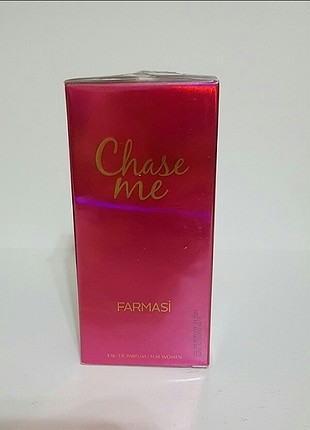 Chase
me
FARMASİ
EAU DE PARFUM / FOR WOMEN